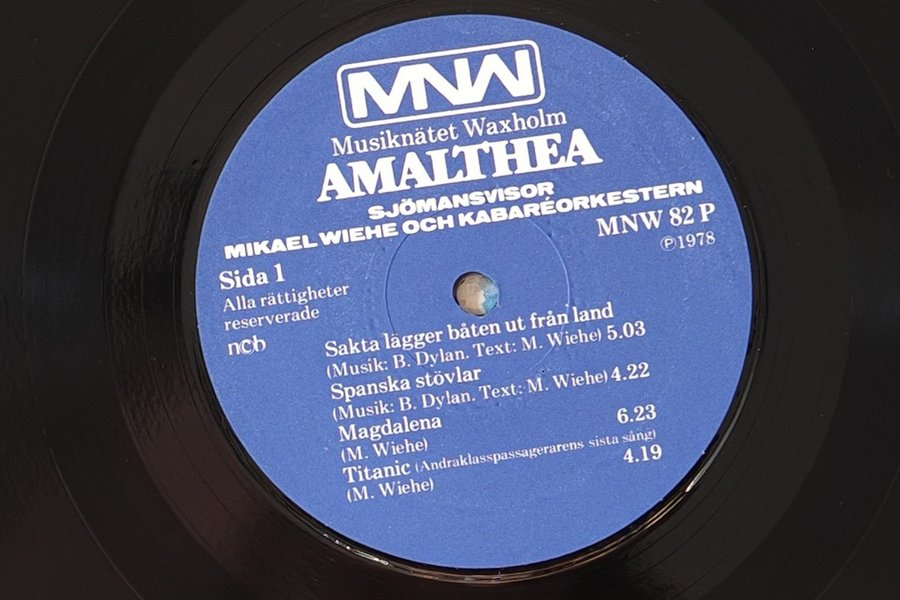 MNW
Musiknätet Waxholm
AMALTHEA
SJÖMANSVISOR
MIKAEL WIEHE OCH KABARÉORKESTERN
MNW 82 P
Ⓟ1978
Sida 1
Alla rättigheter
reserverade
ncb
Sakta lägger båten ut från land
(Musik: B. Dylan. Text: M. Wiehe) 5.03
Spanska stövlar
(Musik: B. Dylan. Text: M. Wiehe) 4.22
Magdalena 6.23
(M. Wiehe)
Titanic (Andraklasspassagerarens sista sång)
(M. Wiehe) 4.19